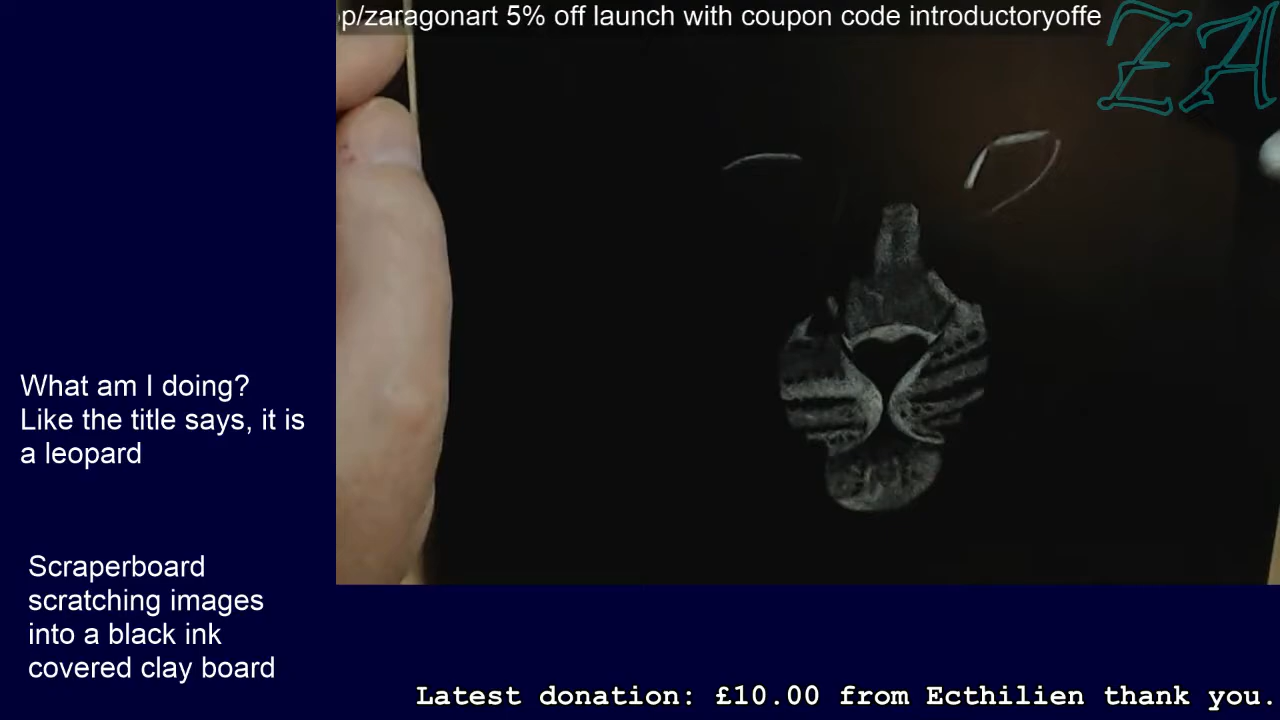 p/zaragonart 5% off launch with coupon code introductoryoffe
ZA
What am I doing?
Like the title says, it is
a leopard
Scraperboard
scratching images
into a black ink
covered clay board
Latest donation: £10.00 from Ecthilien thank you.